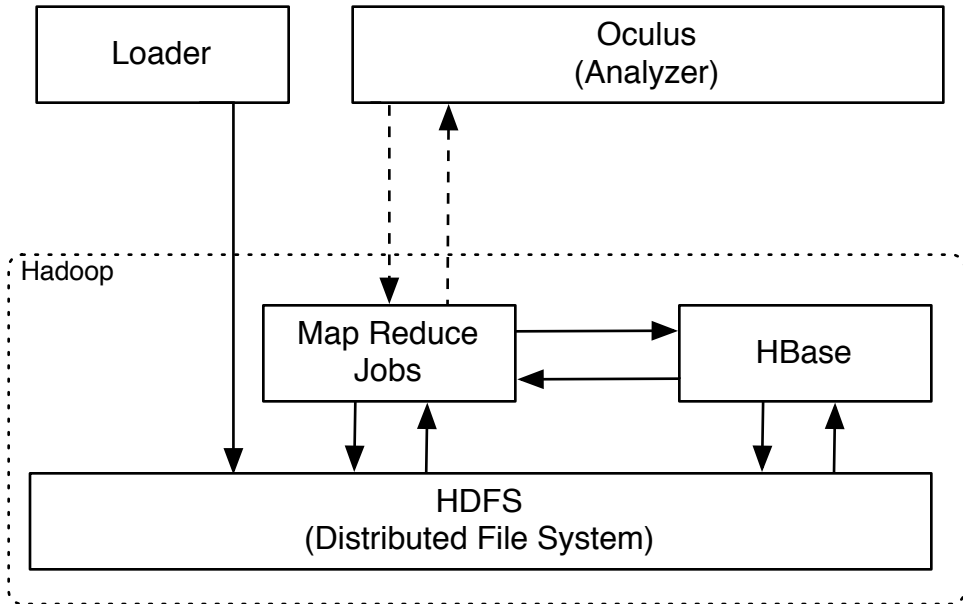 Loader
Oculus
(Analyzer)
Hadoop
Map Reduce
Jobs
HBase
HDFS
(Distributed File System)